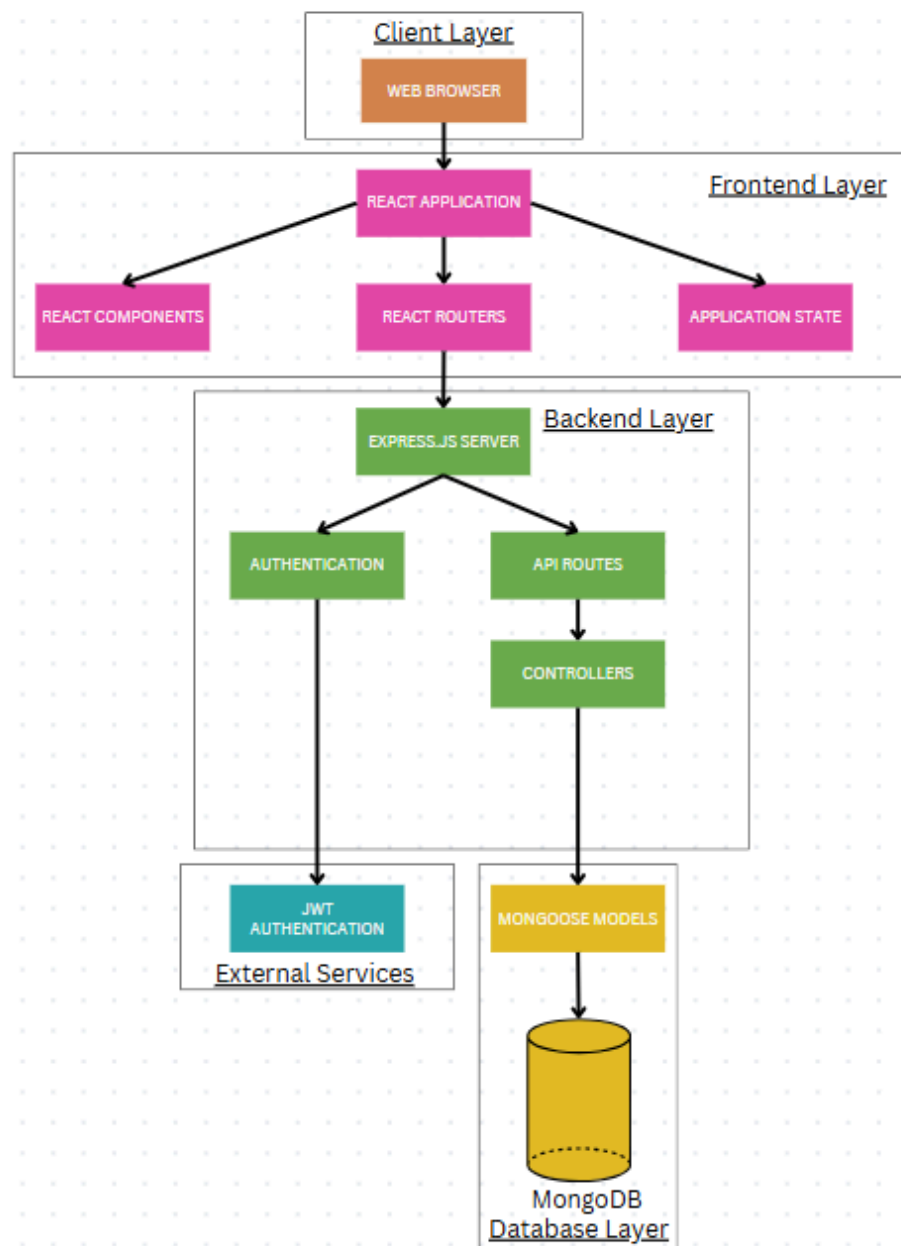 Client Layer
WEB BROWSER
REACT APPLICATION
Frontend Layer
REACT COMPONENTS
REACT ROUTERS
APPLICATION STATE
EXPRESS.JS SERVER
Backend Layer
AUTHENTICATION
API ROUTES
CONTROLLERS
JWT
AUTHENTICATION
External Services
MONGOOSE MODELS
MongoDB
Database Layer